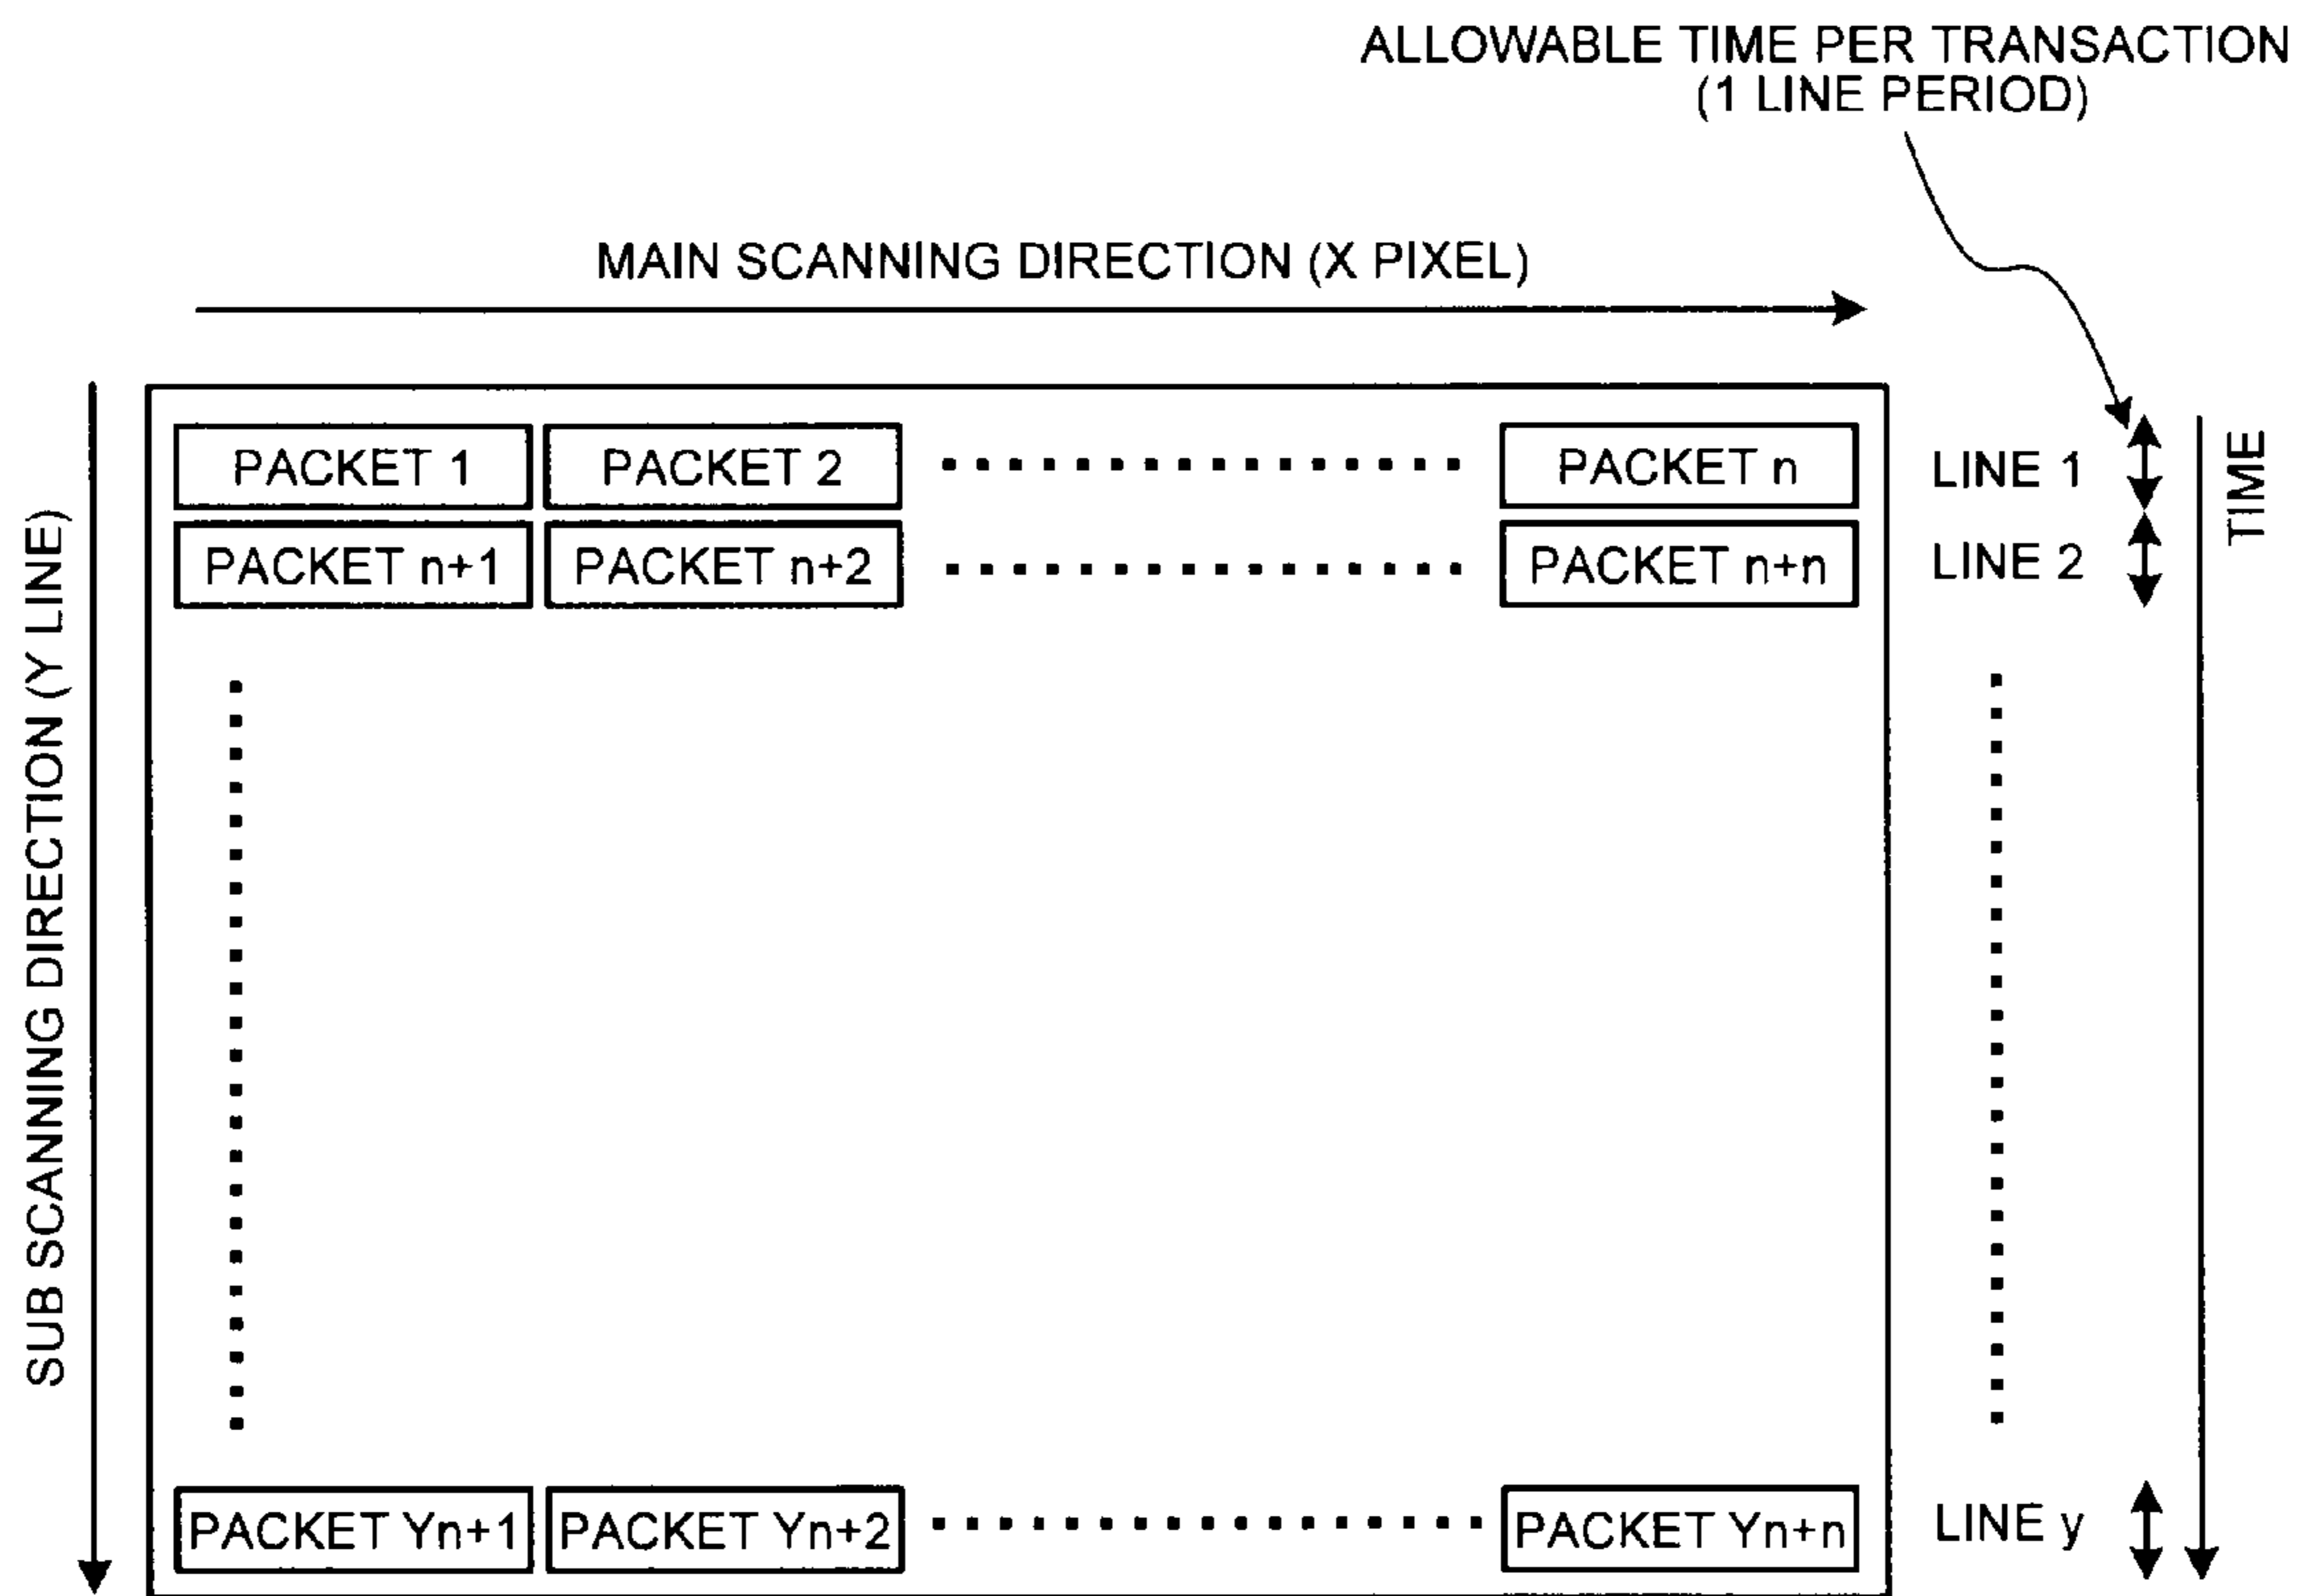 ALLOWABLE TIME PER TRANSACTION
(1 LINE PERIOD)
MAIN SCANNING DIRECTION (X PIXEL)
SUB SCANNING DIRECTION (Y LINE)
PACKET 1
PACKET 2
PACKET n
LINE 1
TIME
PACKET n+1
PACKET n+2
PACKET n+n
LINE 2
PACKET Yn+1
PACKET Yn+2
PACKET Yn+n
LINE y